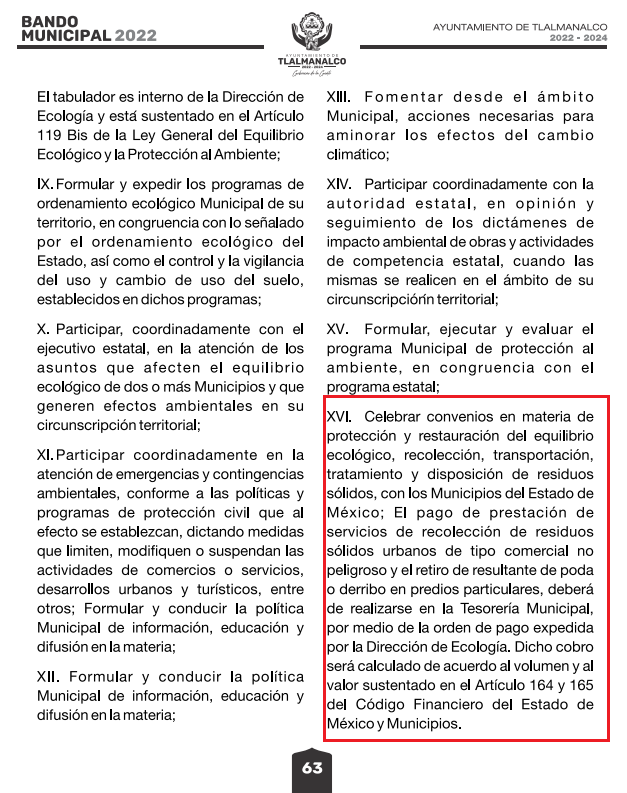 BANDO
MUNICIPAL 2022
AYUNTAMIENTO DE
TLALMANALCO
2022 - 2024
Gobierno de la Gente
AYUNTAMIENTO DE TLALMANALCO
2022 - 2024
El tabulador es interno de la Dirección de
Ecología y está sustentado en el Artículo
119 Bis de la Ley General del Equilibrio
Ecológico y la Protección al Ambiente;
IX. Formular y expedir los programas de
ordenamiento ecológico Municipal de su
territorio, en congruencia con lo señalado
por el ordenamiento ecológico del
Estado, así como el control y la vigilancia
del uso y cambio de uso del suelo,
establecidos en dichos programas;
X. Participar, coordinadamente con el
ejecutivo estatal, en la atención de los
asuntos que afecten el equilibrio
ecológico de dos o más Municipios y que
generen efectos ambientales en su
circunscripción territorial;
XI. Participar coordinadamente en la
atención de emergencias y contingencias
ambientales, conforme a las políticas y
programas de protección civil que al
efecto se establezcan, dictando medidas
que limiten, modifiquen o suspendan las
actividades de comercios o servicios,
desarrollos urbanos y turísticos, entre
otros; Formular y conducir la política
Municipal de información, educación y
difusión en la materia;
XII. Formular y conducir la política
Municipal de información, educación y
difusión en la materia;
XIII. Fomentar desde el ámbito
Municipal, acciones necesarias para
aminorar los efectos del cambio
climático;
XIV. Participar coordinadamente con la
autoridad estatal, en opinión y
seguimiento de los dictámenes de
impacto ambiental de obras y actividades
de competencia estatal, cuando las
mismas se realicen en el ámbito de su
circunscripciórín territorial;
XV. Formular, ejecutar y evaluar el
programa Municipal de protección al
ambiente, en congruencia con el
programa estatal;
XVI. Celebrar convenios en materia de
protección y restauración del equilibrio
ecológico, recolección, transportación,
tratamiento y disposición de residuos
sólidos, con los Municipios del Estado de
México; El pago de prestación de
servicios de recolección de residuos
sólidos urbanos de tipo comercial no
peligroso y el retiro de resultante de poda
o derribo en predios particulares, deberá
de realizarse en la Tesorería Municipal,
por medio de la orden de pago expedida
por la Dirección de Ecología. Dicho cobro
será calculado de acuerdo al volumen y al
valor sustentado en el Artículo 164 y 165
del Código Financiero del Estado de
México y Municipios.
63